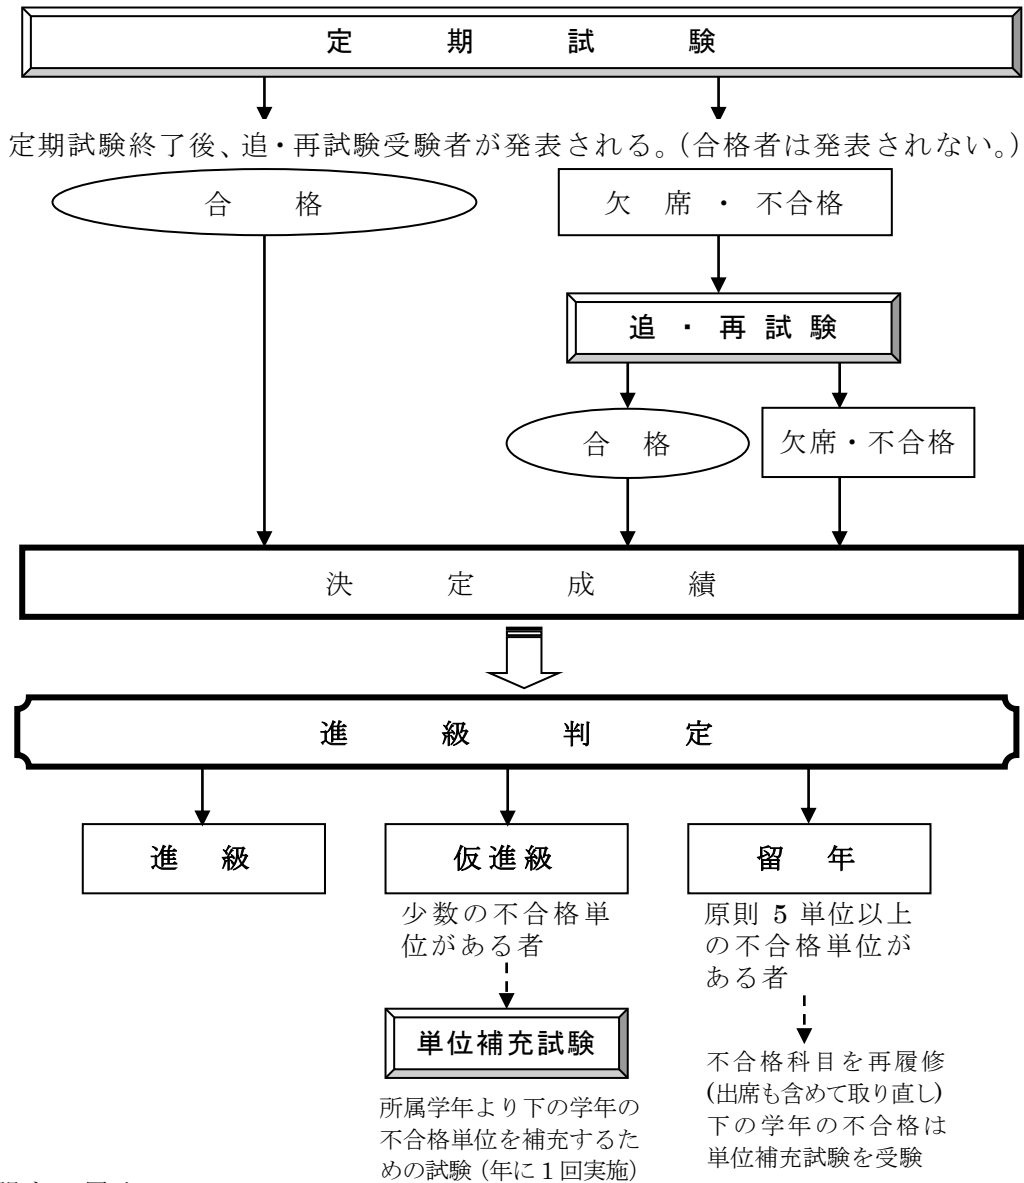 定期試験
定期試験終了後、追・再試験受験者が発表される。（合格者は発表されない。）
合格
欠席・不合格
追・再試験
合格
欠席・不合格
決定成績
進級判定
進級
仮進級
留年
少数の不合格単
位がある者
原則 5 単位以上
の不合格単位が
ある者
単位補充試験
不合格科目を再履修
(出席も含めて取り直し)
下の学年の不合格は
単位補充試験を受験
所属学年より下の学年の
不合格単位を補充するた
めの試験（年に 1 回実施）